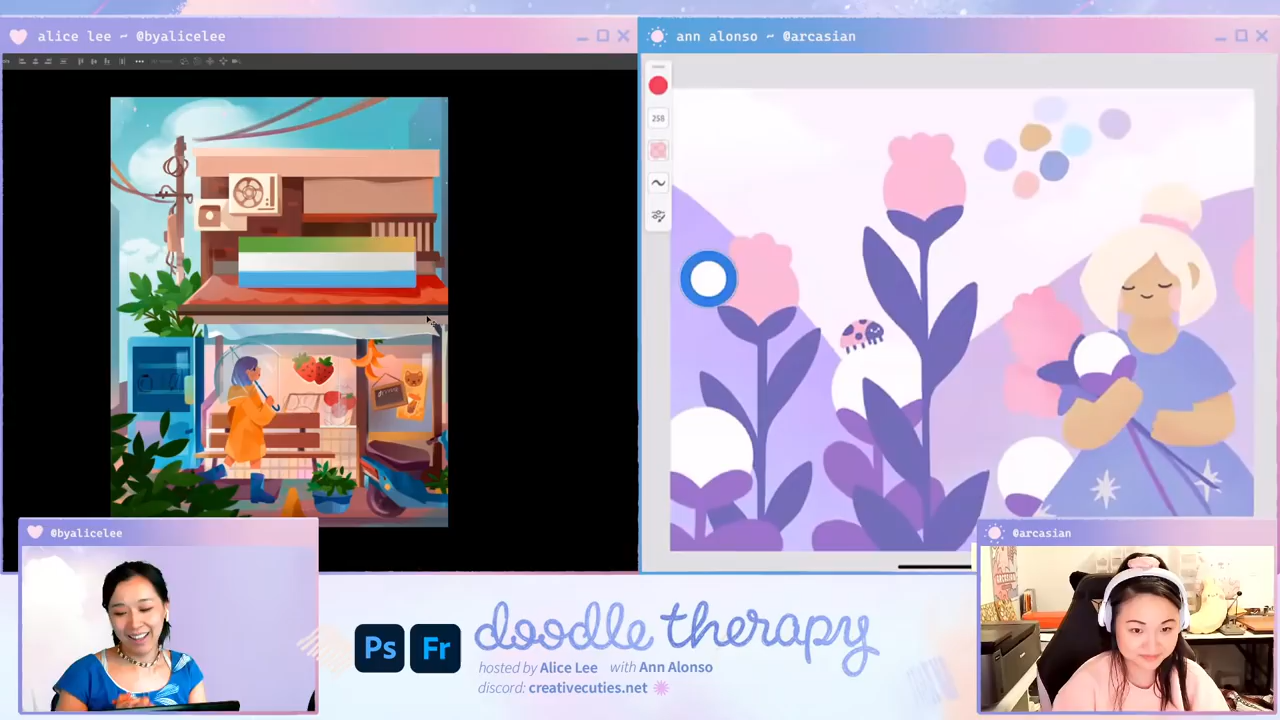 alice lee ~ @byalicelee
ann alonso ~ @arcasian
258
@byalicelee
@arcasian
Ps Fr
doodle therapy
hosted by Alice Lee with Ann Alonso
discord: creativecuties.net